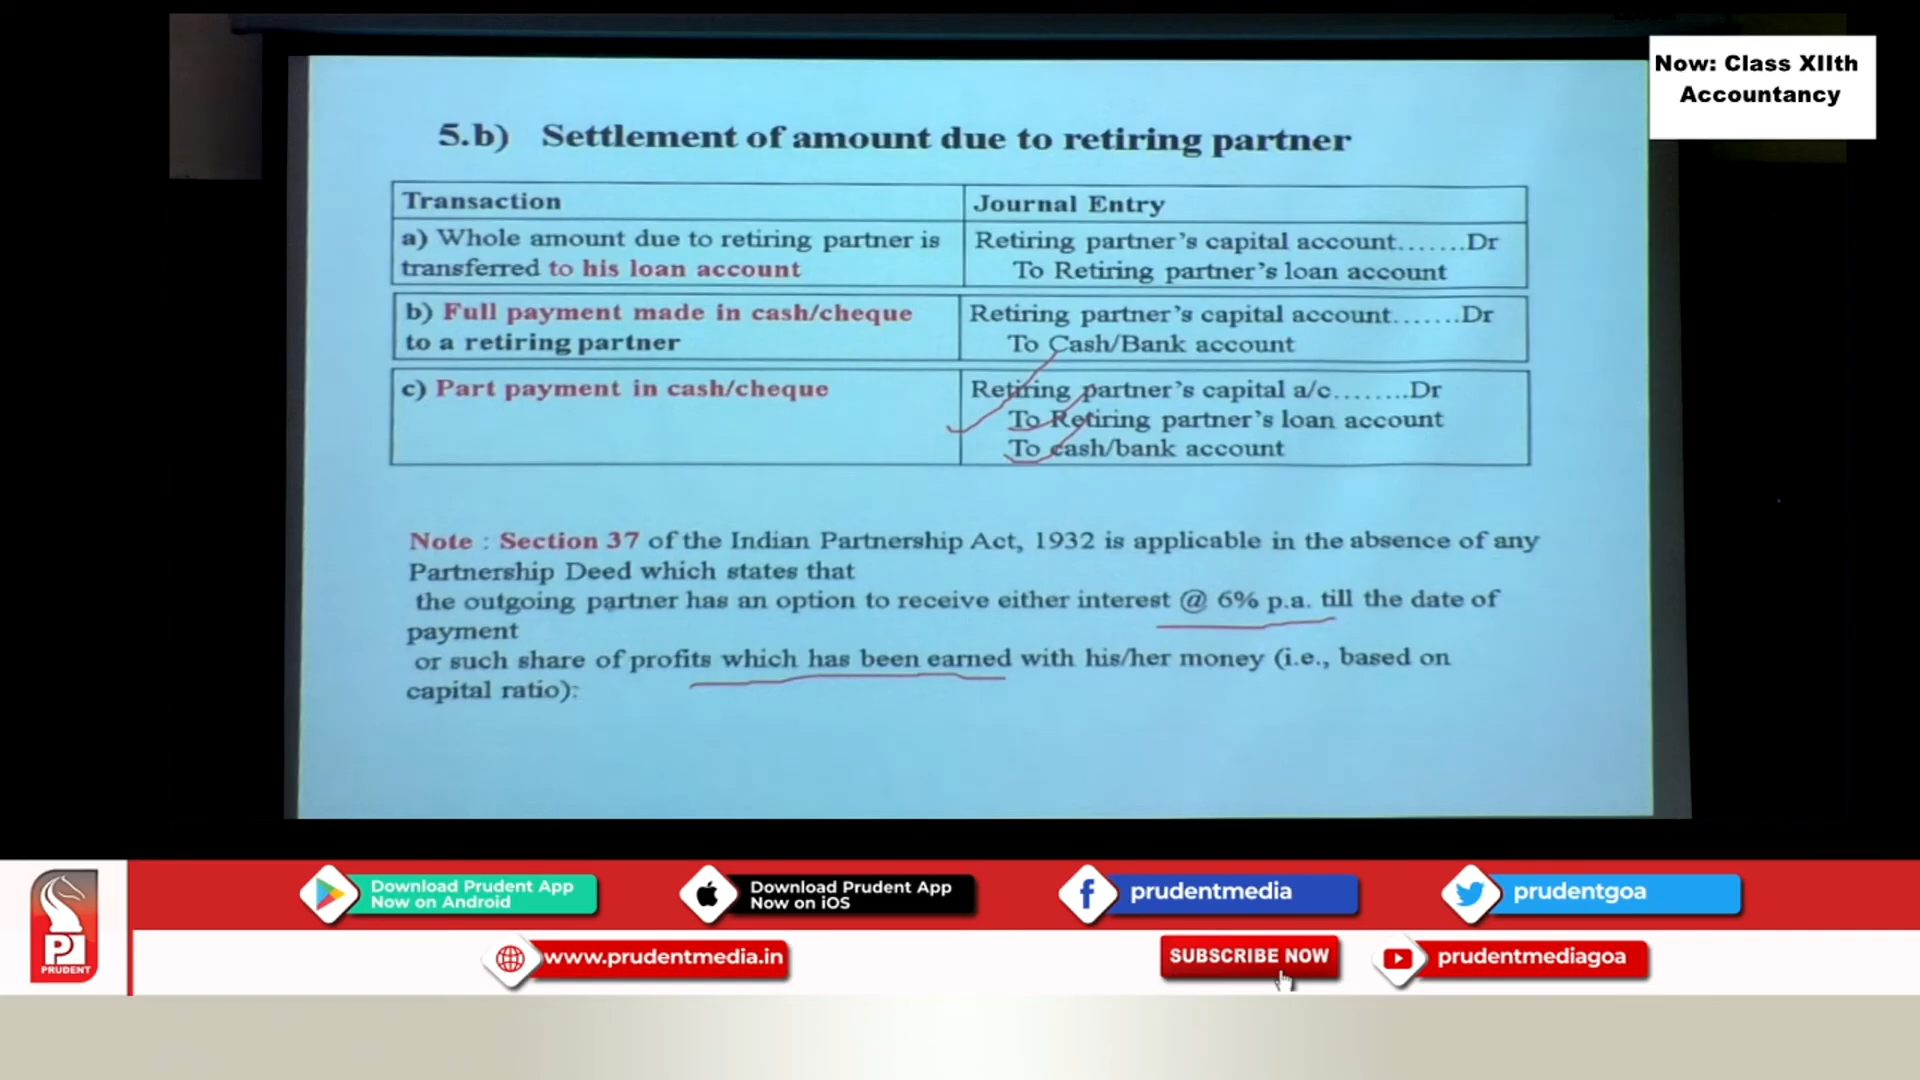 Now: Class XIIth
Accountancy
5.b) Settlement of amount due to retiring partner
Transaction
Journal Entry
a) Whole amount due to retiring partner is
transferred to his loan account
Retiring partner's capital account.......Dr
To Retiring partner's loan account
b) Full payment made in cash/cheque
to a retiring partner
Retiring partner's capital account.......Dr
To Cash/Bank account
c) Part payment in cash/cheque
Retiring partner's capital a/c........Dr
To Retiring partner's loan account
To cash/bank account
Note : Section 37 of the Indian Partnership Act, 1932 is applicable in the absence of any
Partnership Deed which states that
the outgoing partner has an option to receive either interest @ 6% p.a. till the date of
payment
or such share of profits which has been earned with his/her money (i.e., based on
capital ratio):
Download Prudent App
Now on Android
Download Prudent App
Now on iOS
prudentmedia
prudentgoa
PRUDENT
www.prudentmedia.in
SUBSCRIBE NOW
prudentmediagoa